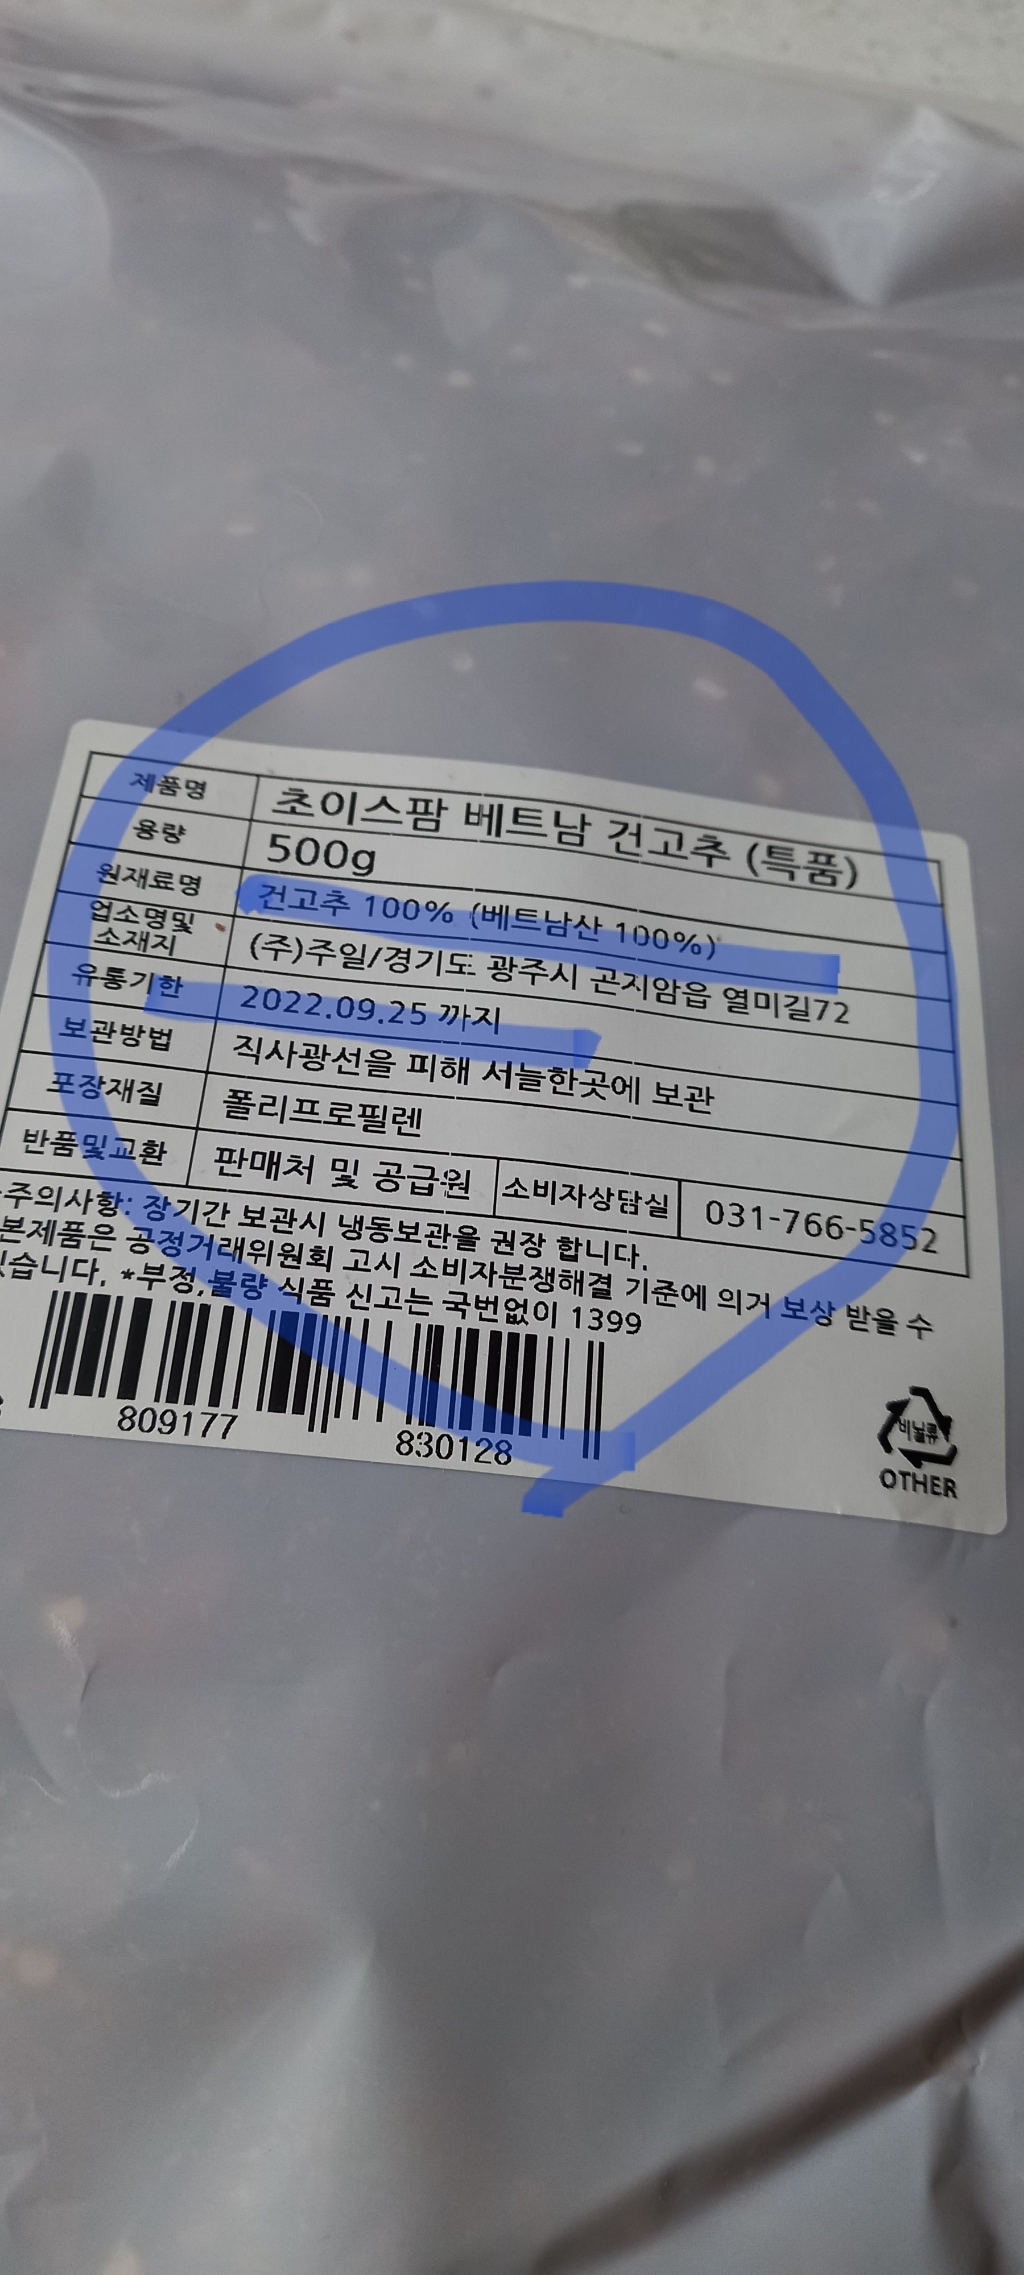 제품명 초이스팜 베트남 건고추 (특품)
용량 500g
원재료명 건고추 100% (베트남산 100%)
업소명및
소재지 (주)주일/경기도 광주시 곤지암읍 열미길72
유통기한 2022.09.25 까지
보관방법 직사광선을 피해 서늘한곳에 보관
포장재질 폴리프로필렌
반품및교환 판매처 및 공급원 소비자상담실 031-766-5852
주의사항: 장기간 보관시 냉동보관을 권장 합니다.
본제품은 공정거래위원회 고시 소비자분쟁해결 기준에 의거 보상 받을 수
있습니다. *부정,불량 식품 신고는 국번없이 1399
809177 830128
비닐류
OTHER